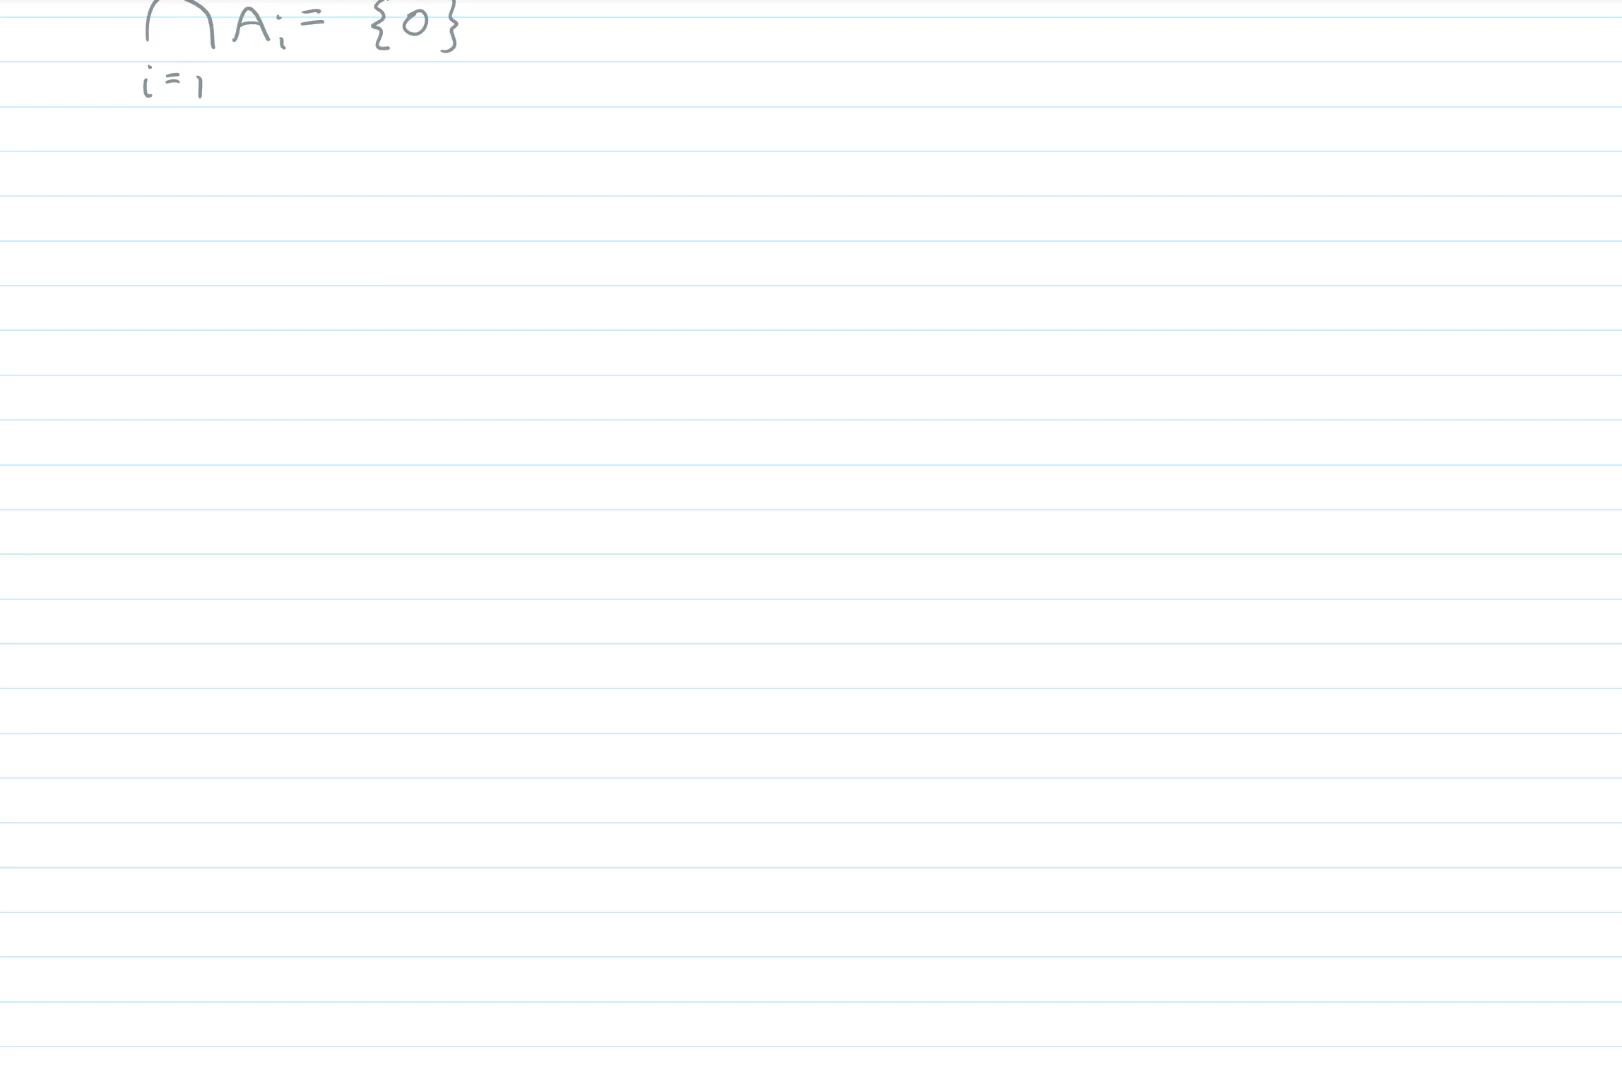 ⋂ Aᵢ = {0}
i = 1